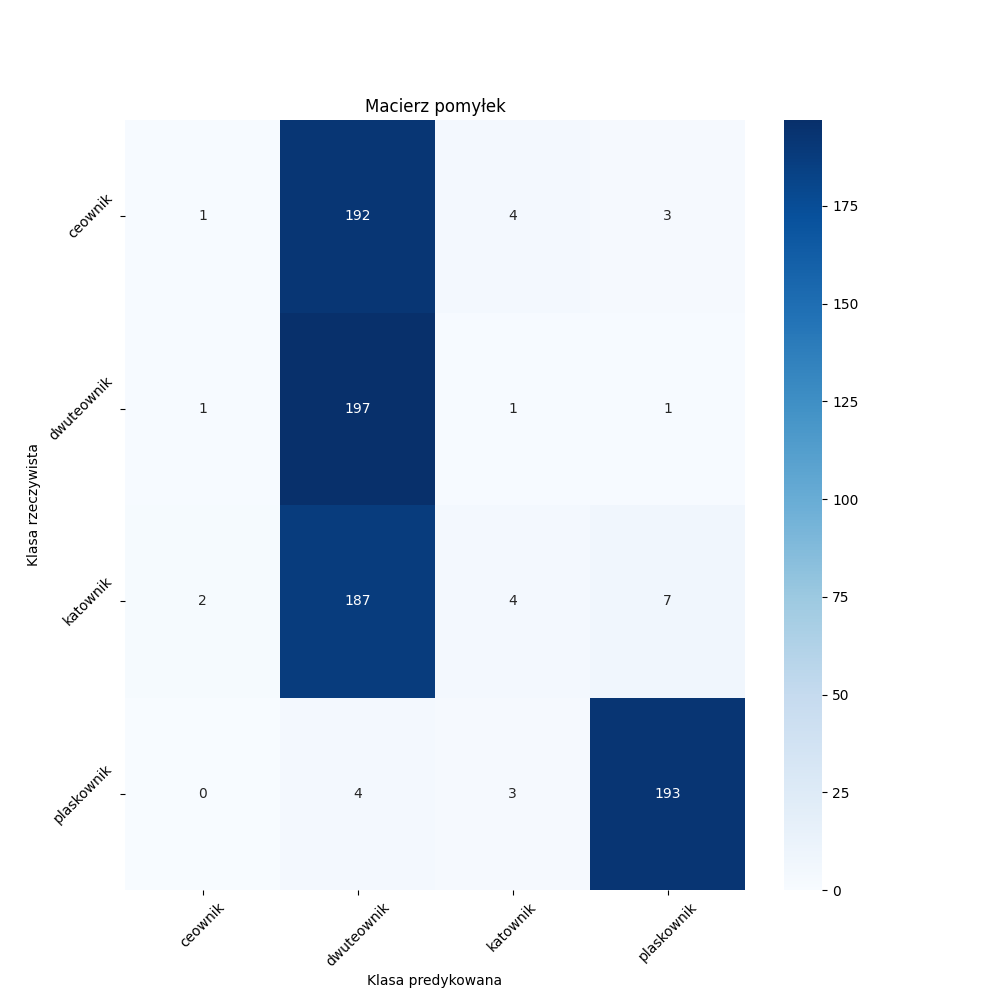 Macierz pomyłek
Klasa rzeczywista
ceownik
1 192 4 3
dwuteownik
1 197 1 1
katownik
2 187 4 7
plaskownik
0 4 3 193
ceownik dwuteownik katownik plaskownik
Klasa predykowana
175
150
125
100
75
50
25
0